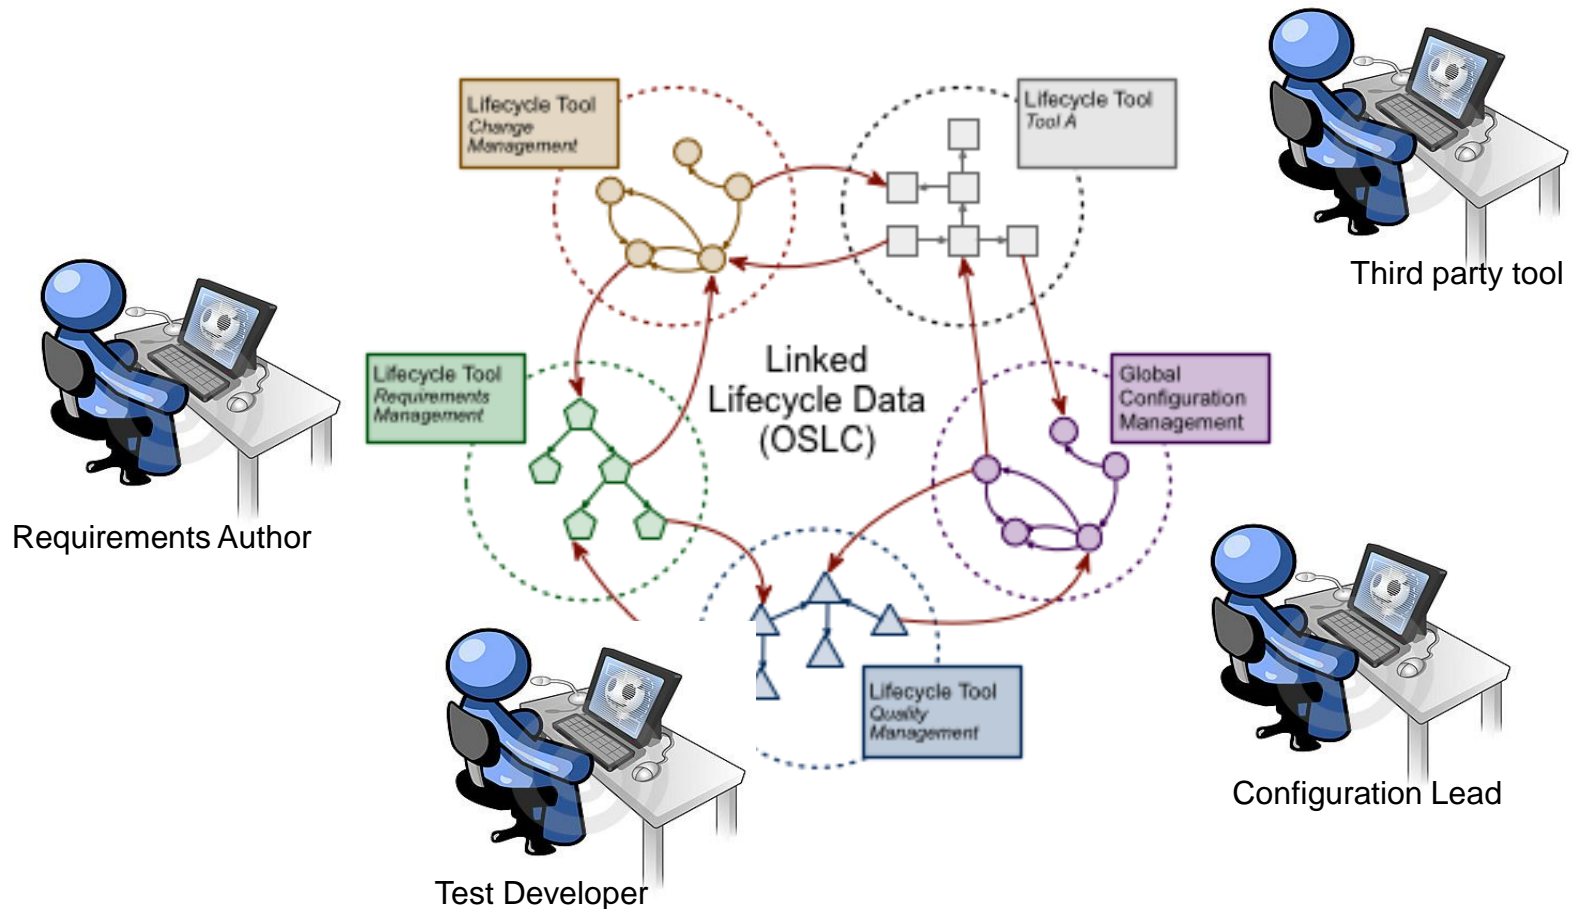 Lifecycle Tool
Change
Management
Lifecycle Tool
Tool A
Third party tool
Lifecycle Tool
Requirements
Management
Linked
Lifecycle Data
(OSLC)
Global
Configuration
Management
Requirements Author
Lifecycle Tool
Quality
Management
Configuration Lead
Test Developer